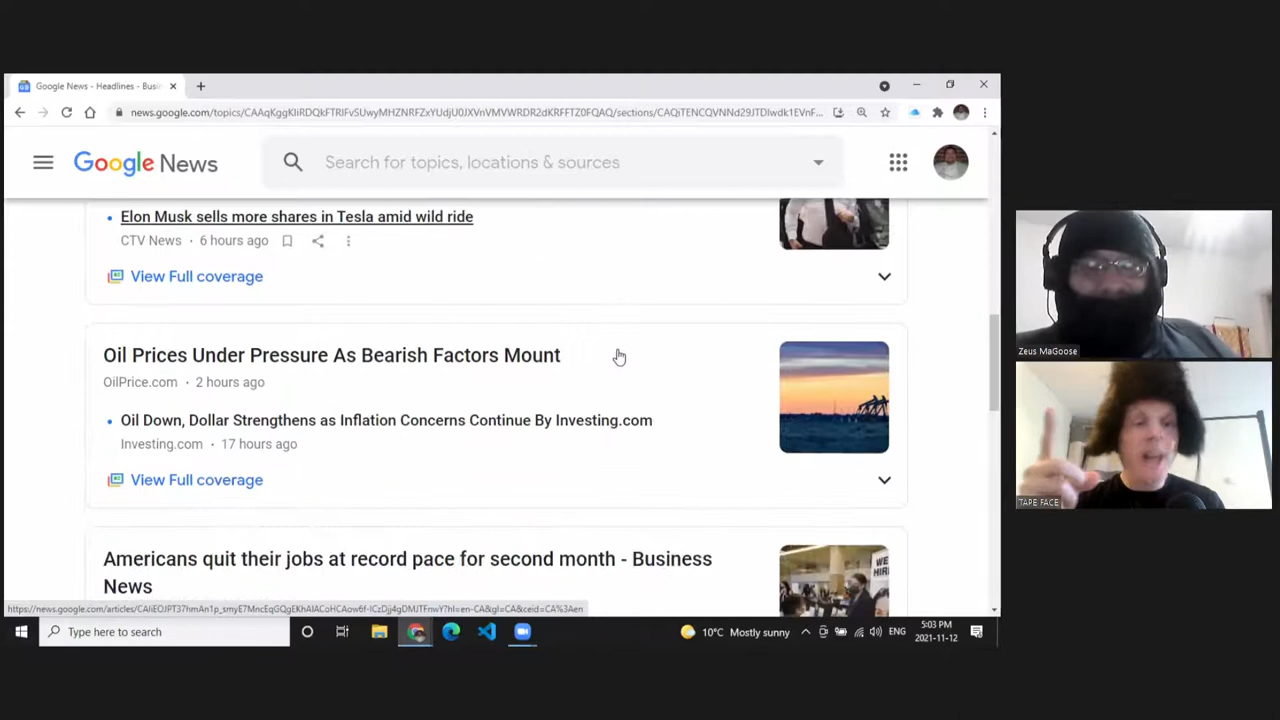 Google News - Headlines - Busi
news.google.com/topics/CAAqKggKIiRDQkFTRlFvSUwyMHZNRFZxYUdjU0JXVnVMVWRDR2dKRFFTZ0FQAQ/sections/CAQiTENCQVNNd29JTDIwdk1EVnF...
Google News
Search for topics, locations & sources
Elon Musk sells more shares in Tesla amid wild ride
CTV News • 6 hours ago
View Full coverage
Oil Prices Under Pressure As Bearish Factors Mount
OilPrice.com • 2 hours ago
Oil Down, Dollar Strengthens as Inflation Concerns Continue By Investing.com
Investing.com • 17 hours ago
View Full coverage
Americans quit their jobs at record pace for second month - Business
News
Type here to search
10°C Mostly sunny
ENG
5:03 PM
2021-11-12
Zeus MaGoose
TAPE FACE